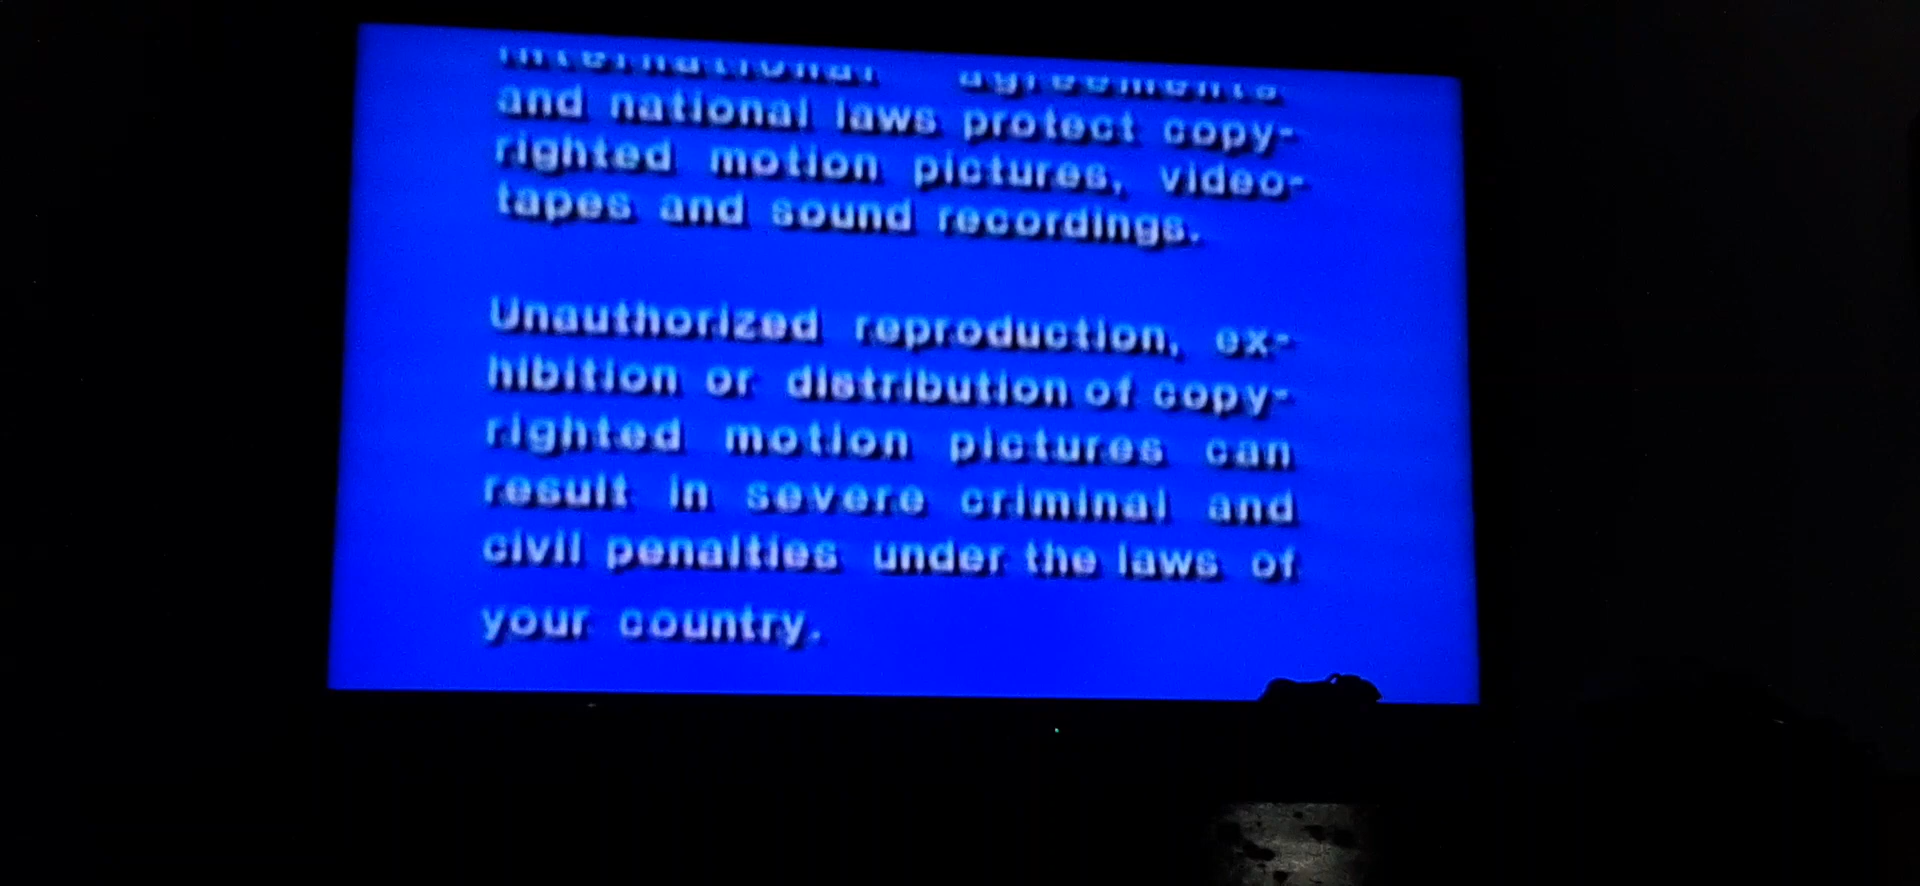 International agreements
and national laws protect copy-
righted motion pictures, video-
tapes and sound recordings.
Unauthorized reproduction, ex-
hibition or distribution of copy-
righted motion pictures can
result in severe criminal and
civil penalties under the laws of
your country.